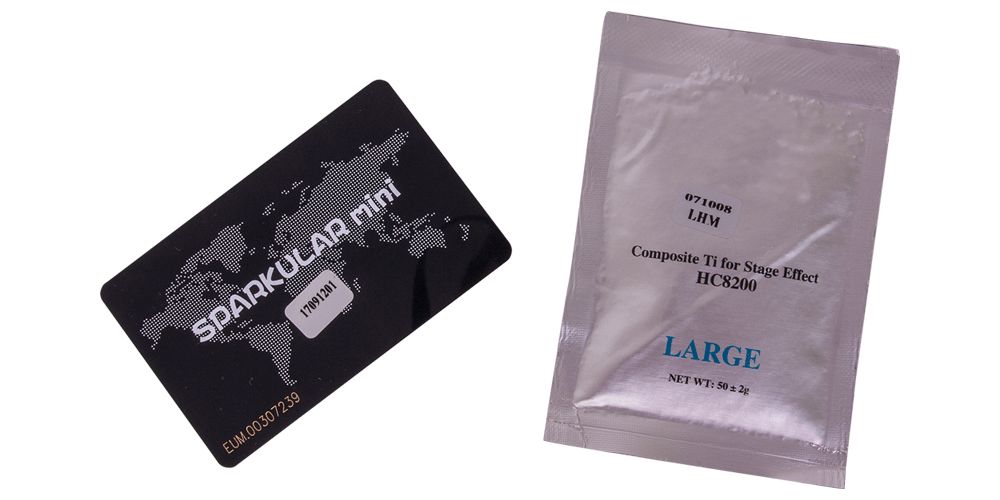 SPARKULAR mini
17091201
EUM.00307239
071008
LHM
Composite Ti for Stage Effect
HC8200
LARGE
NET WT: 50 ± 2g